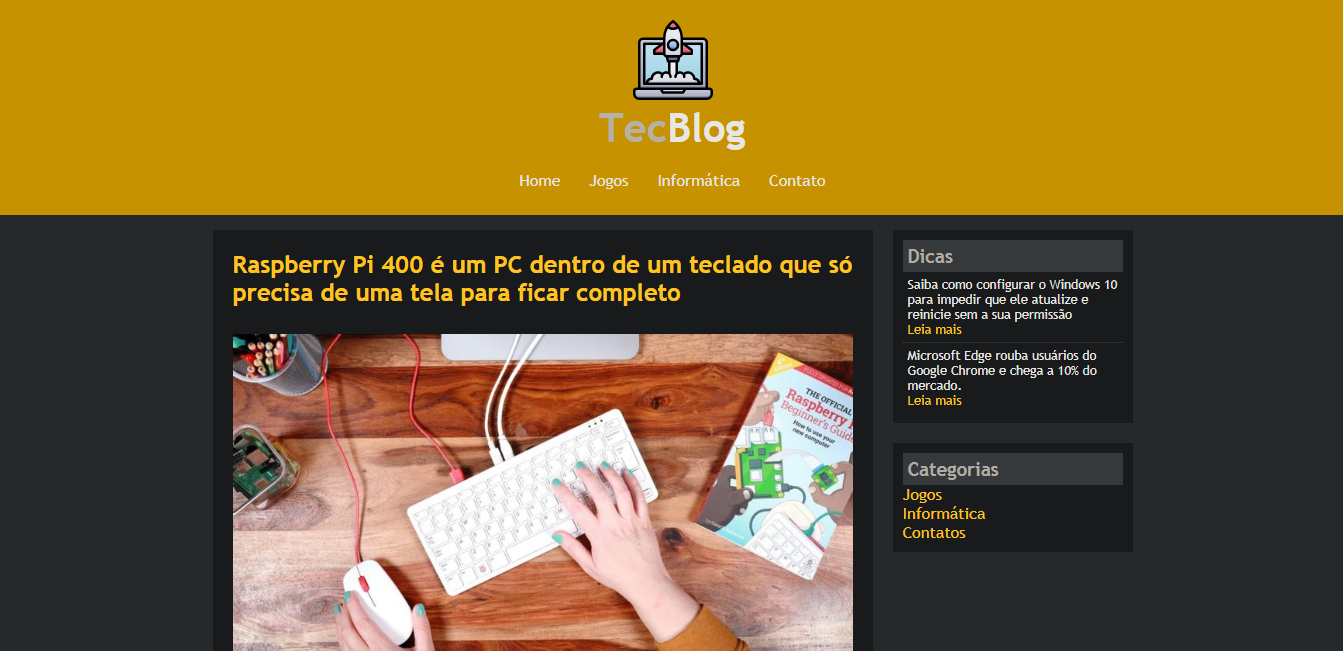 TecBlog
Home Jogos Informática Contato
Raspberry Pi 400 é um PC dentro de um teclado que só
precisa de uma tela para ficar completo
THE OFFICIAL
Raspberry
Beginner's Guide
How to use your
new computer
Dicas
Saiba como configurar o Windows 10
para impedir que ele atualize e
reinicie sem a sua permissão
Leia mais
Microsoft Edge rouba usuários do
Google Chrome e chega a 10% do
mercado.
Leia mais
Categorias
Jogos
Informática
Contatos